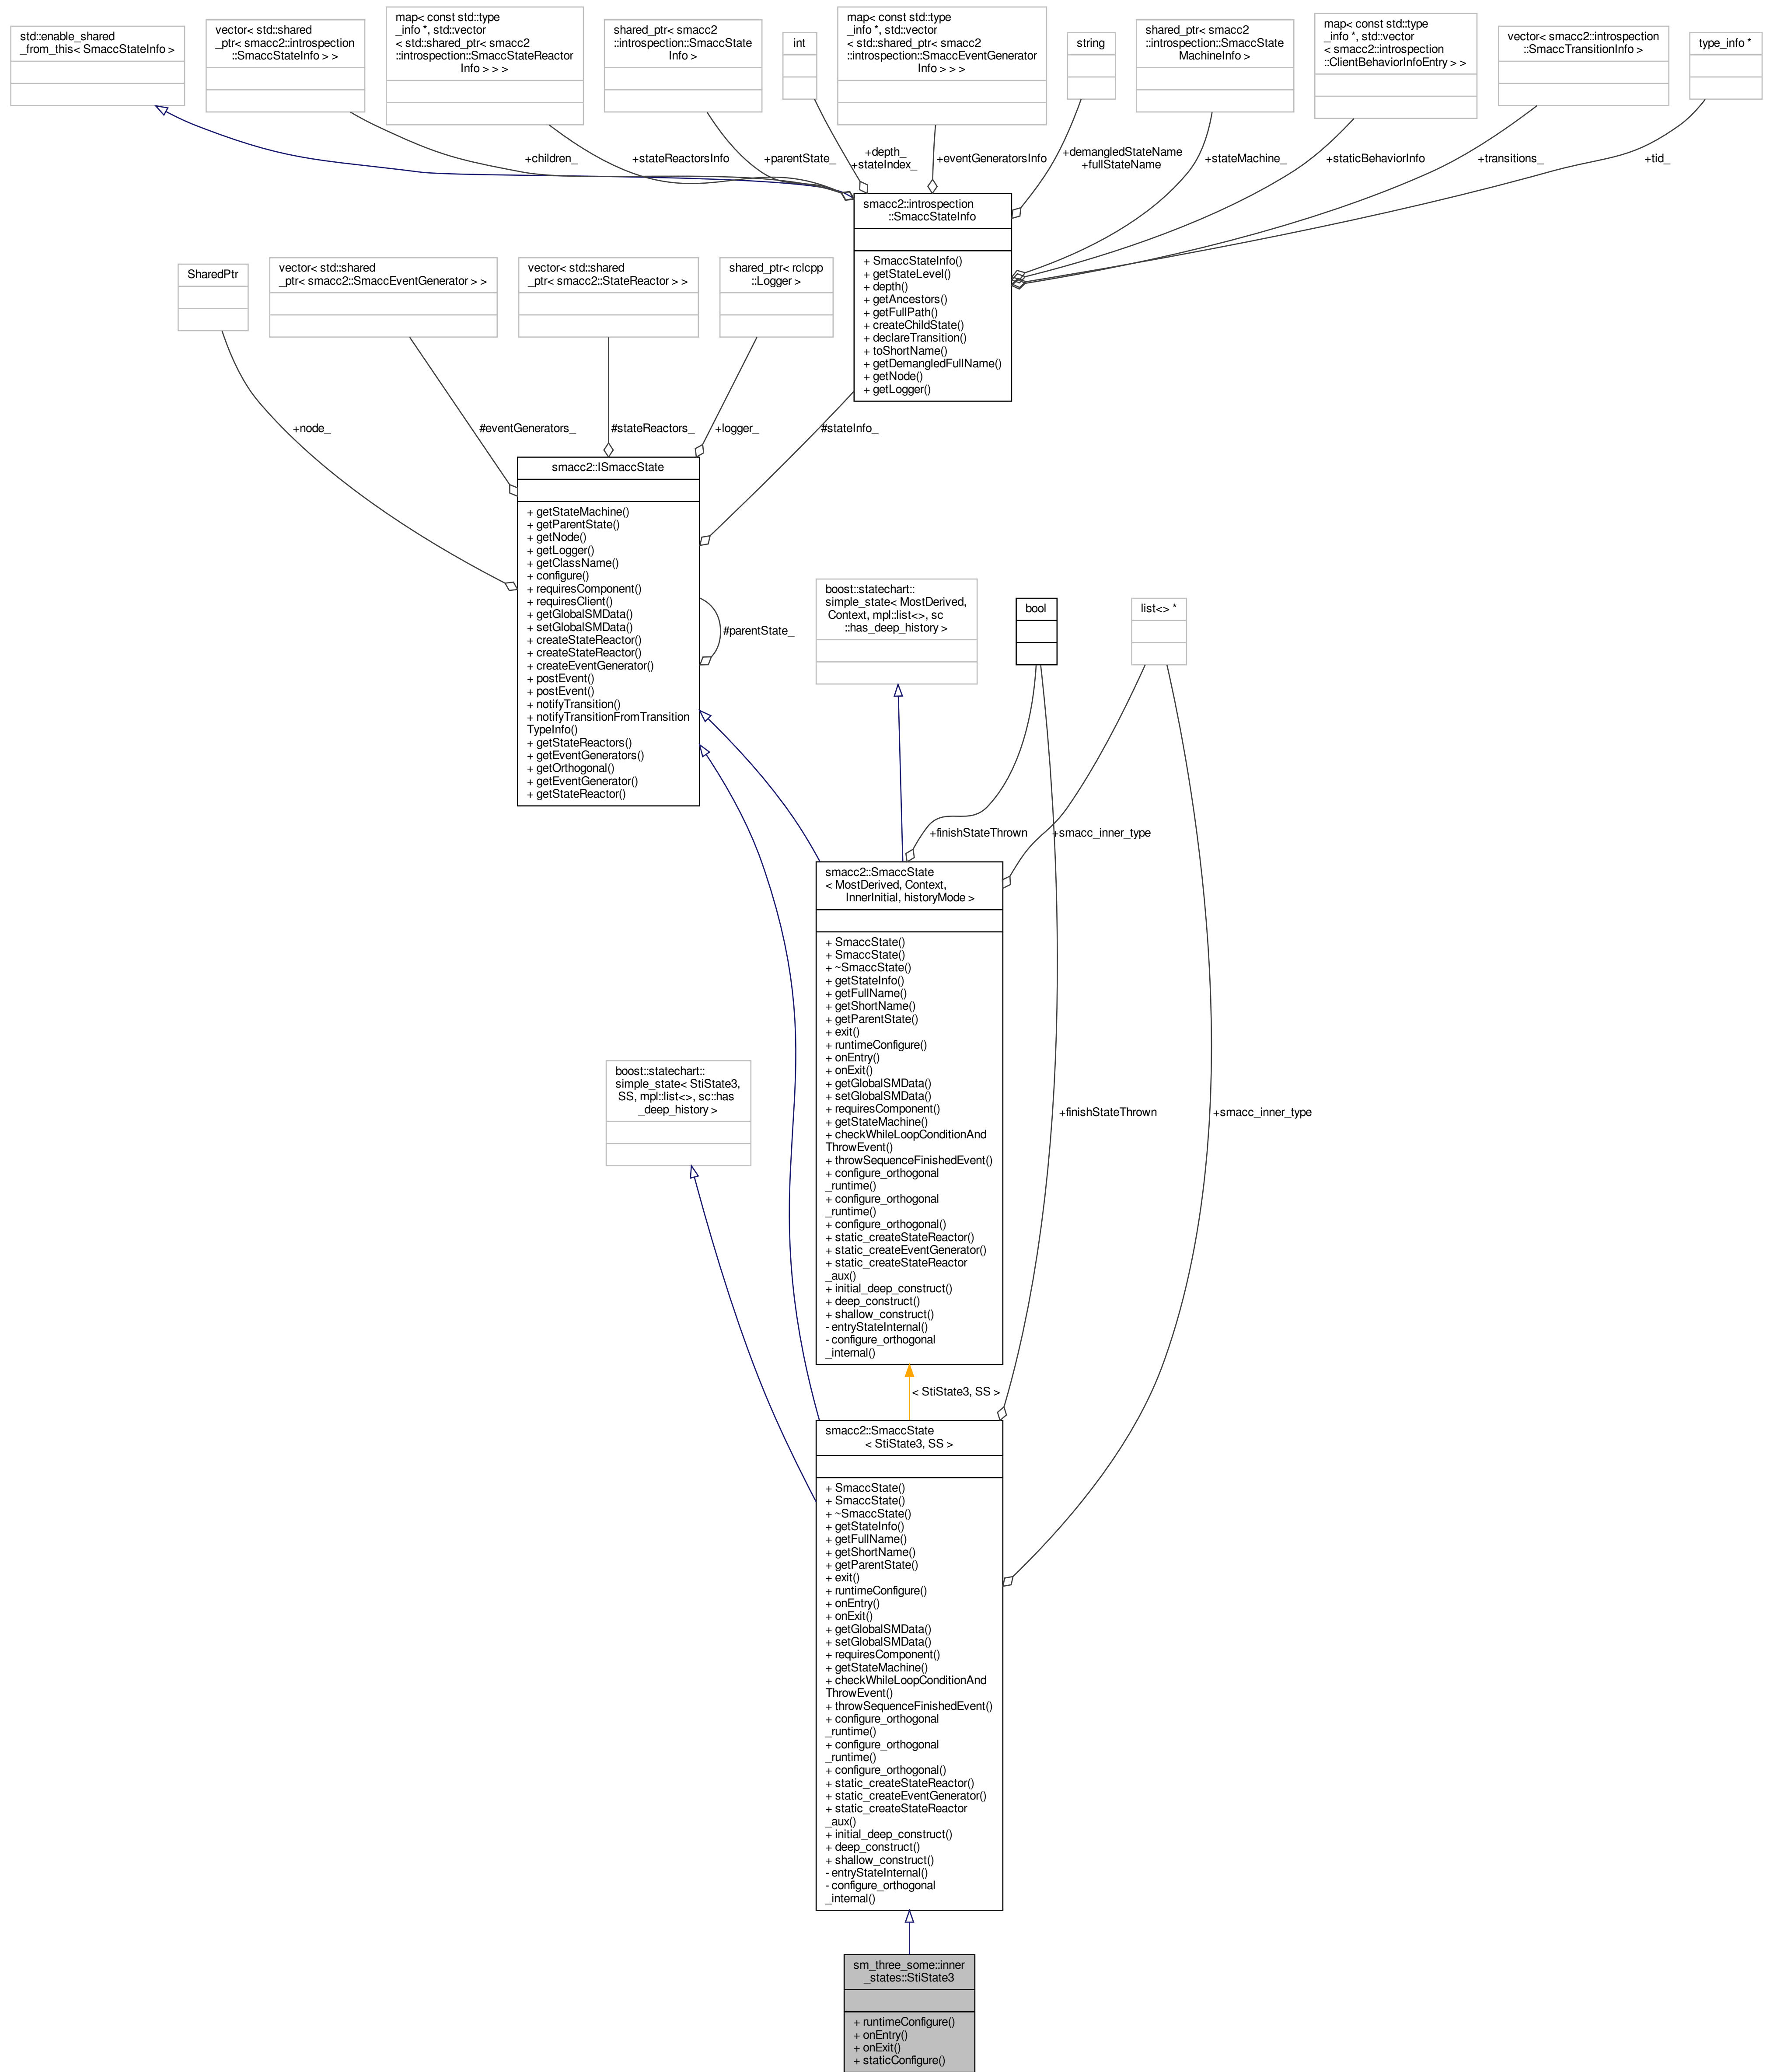 std::enable_shared
_from_this< SmaccStateInfo >
vector< std::shared
_ptr< smacc2::introspection
::SmaccStateInfo > >
map< const std::type
_info *, std::vector
< std::shared_ptr< smacc2
::introspection::SmaccStateReactor
Info > > >
shared_ptr< smacc2
::introspection::SmaccState
Info >
int
map< const std::type
_info *, std::vector
< std::shared_ptr< smacc2
::introspection::SmaccEventGenerator
Info > > >
string
shared_ptr< smacc2
::introspection::SmaccState
MachineInfo >
map< const std::type
_info *, std::vector
< smacc2::introspection
::ClientBehaviorInfoEntry > >
vector< smacc2::introspection
::SmaccTransitionInfo >
type_info *
+children_
+stateReactorsInfo
+parentState_
+depth_
+stateIndex_
+eventGeneratorsInfo
+demangledStateName
+fullStateName
+stateMachine_
+staticBehaviorInfo
+transitions_
+tid_
smacc2::introspection
::SmaccStateInfo
+ SmaccStateInfo()
+ getStateLevel()
+ depth()
+ getAncestors()
+ getFullPath()
+ createChildState()
+ declareTransition()
+ toShortName()
+ getDemangledFullName()
+ getNode()
+ getLogger()
SharedPtr
vector< std::shared
_ptr< smacc2::SmaccEventGenerator > >
vector< std::shared
_ptr< smacc2::StateReactor > >
shared_ptr< rclcpp
::Logger >
+node_
#eventGenerators_
#stateReactors_
+logger_
#stateInfo_
smacc2::ISmaccState
+ getStateMachine()
+ getParentState()
+ getNode()
+ getLogger()
+ getClassName()
+ configure()
+ requiresComponent()
+ requiresClient()
+ getGlobalSMData()
+ setGlobalSMData()
+ createStateReactor()
+ createStateReactor()
+ createEventGenerator()
+ postEvent()
+ postEvent()
+ notifyTransition()
+ notifyTransitionFromTransition
TypeInfo()
+ getStateReactors()
+ getEventGenerators()
+ getOrthogonal()
+ getEventGenerator()
+ getStateReactor()
#parentState_
boost::statechart::
simple_state< MostDerived,
Context, mpl::list<>, sc
::has_deep_history >
bool
list<> *
+finishStateThrown
+smacc_inner_type
smacc2::SmaccState
< MostDerived, Context,
InnerInitial, historyMode >
+ SmaccState()
+ SmaccState()
+ ~SmaccState()
+ getStateInfo()
+ getFullName()
+ getShortName()
+ getParentState()
+ exit()
+ runtimeConfigure()
+ onEntry()
+ onExit()
+ getGlobalSMData()
+ setGlobalSMData()
+ requiresComponent()
+ getStateMachine()
+ checkWhileLoopConditionAnd
ThrowEvent()
+ throwSequenceFinishedEvent()
+ configure_orthogonal
_runtime()
+ configure_orthogonal
_runtime()
+ configure_orthogonal()
+ static_createStateReactor()
+ static_createEventGenerator()
+ static_createStateReactor
_aux()
+ initial_deep_construct()
+ deep_construct()
+ shallow_construct()
- entryStateInternal()
- configure_orthogonal
_internal()
boost::statechart::
simple_state< StiState3,
SS, mpl::list<>, sc::has
_deep_history >
+finishStateThrown
+smacc_inner_type
< StiState3, SS >
smacc2::SmaccState
< StiState3, SS >
+ SmaccState()
+ SmaccState()
+ ~SmaccState()
+ getStateInfo()
+ getFullName()
+ getShortName()
+ getParentState()
+ exit()
+ runtimeConfigure()
+ onEntry()
+ onExit()
+ getGlobalSMData()
+ setGlobalSMData()
+ requiresComponent()
+ getStateMachine()
+ checkWhileLoopConditionAnd
ThrowEvent()
+ throwSequenceFinishedEvent()
+ configure_orthogonal
_runtime()
+ configure_orthogonal
_runtime()
+ configure_orthogonal()
+ static_createStateReactor()
+ static_createEventGenerator()
+ static_createStateReactor
_aux()
+ initial_deep_construct()
+ deep_construct()
+ shallow_construct()
- entryStateInternal()
- configure_orthogonal
_internal()
sm_three_some::inner
_states::StiState3
+ runtimeConfigure()
+ onEntry()
+ onExit()
+ staticConfigure()